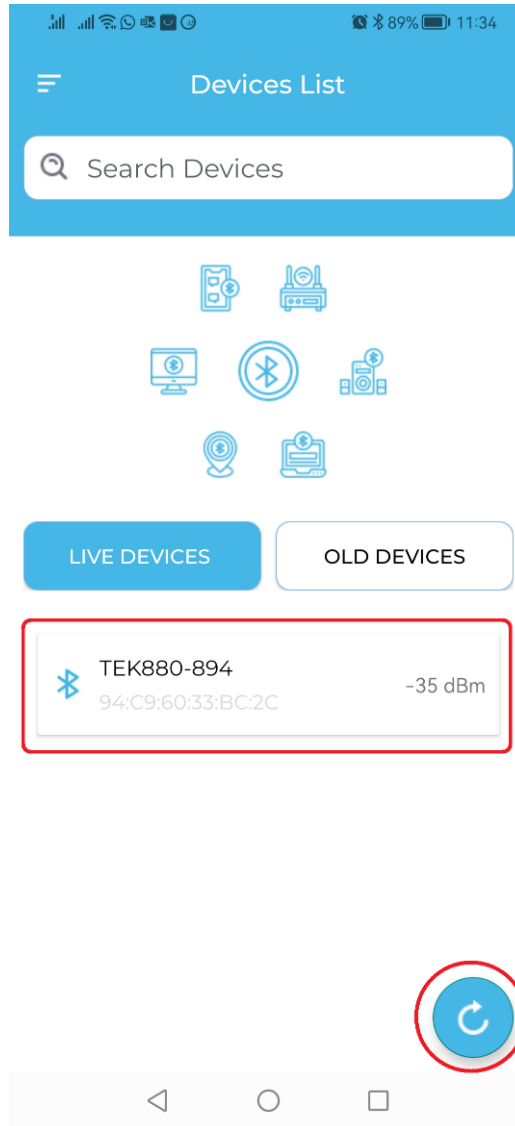 89% 11:34
Devices List
Search Devices
LIVE DEVICES
OLD DEVICES
TEK880-894
94:C9:60:33:BC:2C
-35 dBm